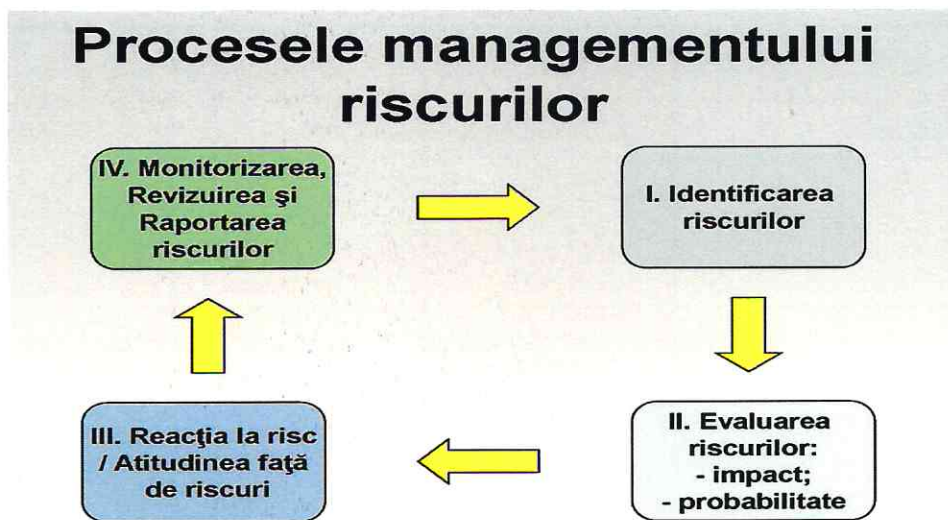 Procesele managementului
riscurilor
IV. Monitorizarea,
Revizuirea şi
Raportarea
riscurilor
I. Identificarea
riscurilor
III. Reacţia la risc
/ Atitudinea faţă
de riscuri
II. Evaluarea
riscurilor:
- impact;
- probabilitate